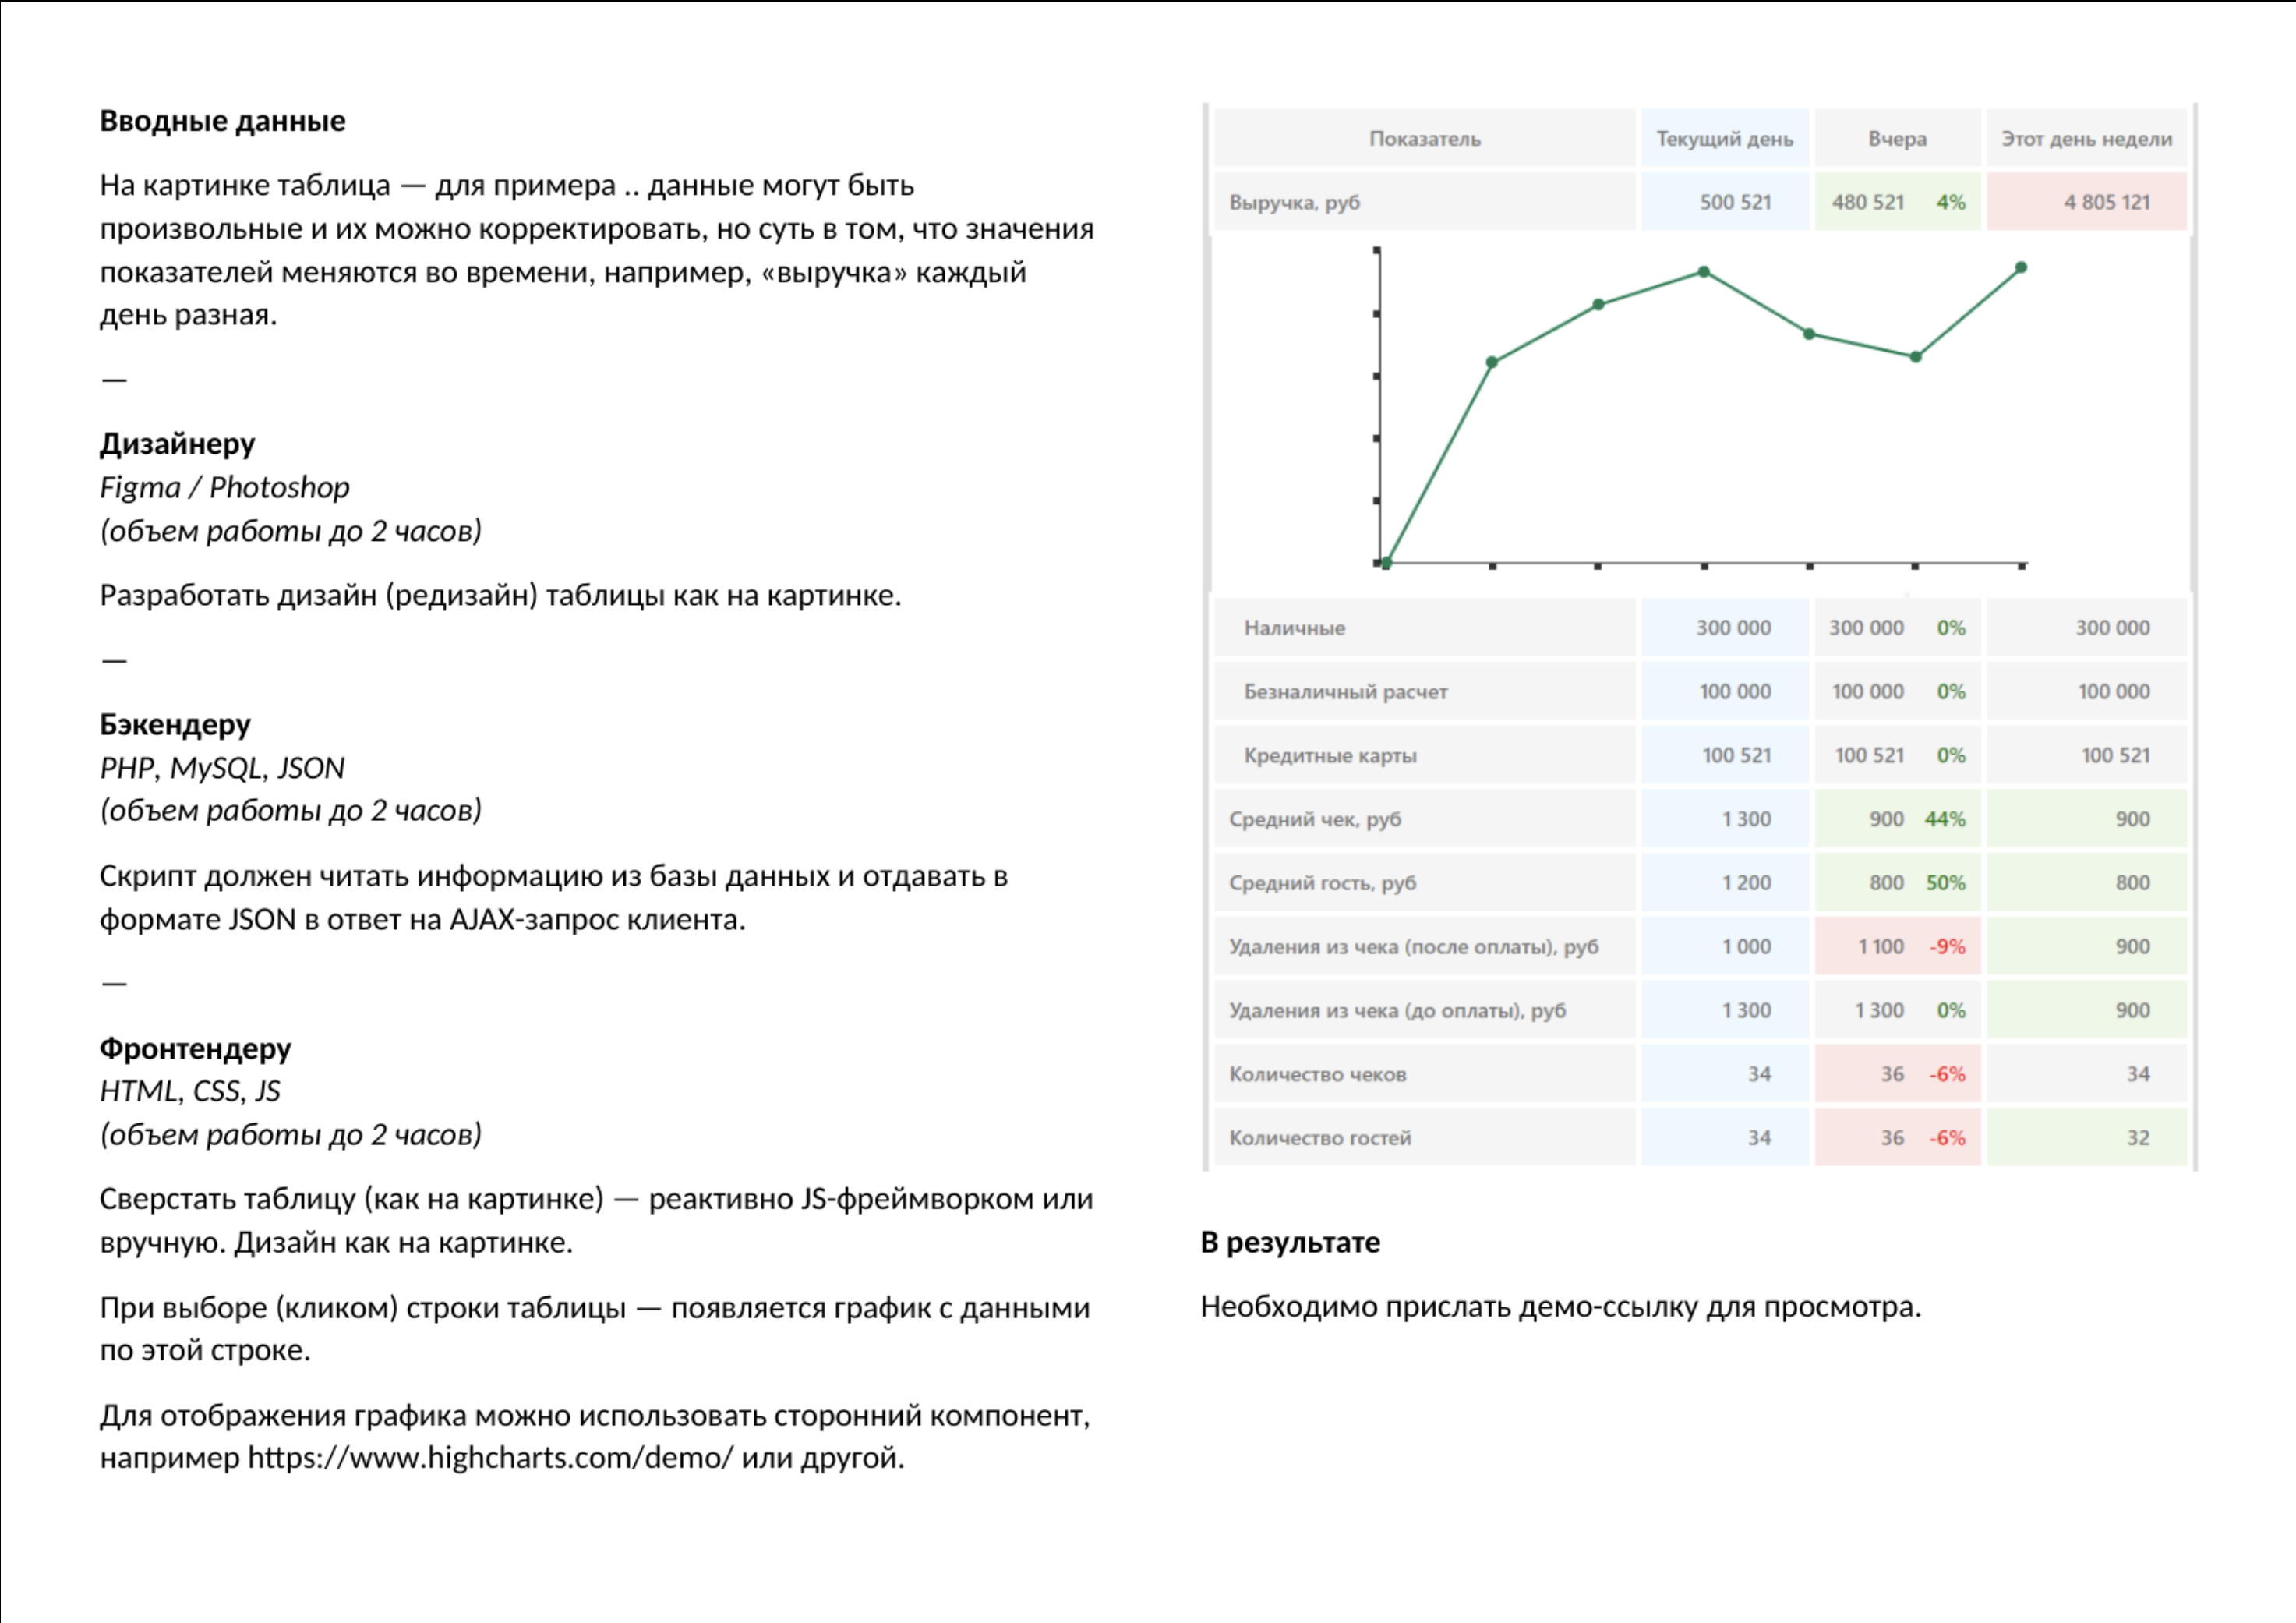 Вводные данные
На картинке таблица — для примера .. данные могут быть
произвольные и их можно корректировать, но суть в том, что значения
показателей меняются во времени, например, «выручка» каждый
день разная.
—
Дизайнеру
Figma / Photoshop
(объем работы до 2 часов)
Разработать дизайн (редизайн) таблицы как на картинке.
—
Бэкендеру
PHP, MySQL, JSON
(объем работы до 2 часов)
Скрипт должен читать информацию из базы данных и отдавать в
формате JSON в ответ на AJAX-запрос клиента.
—
Фронтендеру
HTML, CSS, JS
(объем работы до 2 часов)
Сверстать таблицу (как на картинке) — реактивно JS-фреймворком или
вручную. Дизайн как на картинке.
При выборе (кликом) строки таблицы — появляется график с данными
по этой строке.
Для отображения графика можно использовать сторонний компонент,
например https://www.highcharts.com/demo/ или другой.
Показатель Текущий день Вчера Этот день недели
Выручка, руб 500 521 480 521 4% 4 805 121
Наличные 300 000 300 000 0% 300 000
Безналичный расчет 100 000 100 000 0% 100 000
Кредитные карты 100 521 100 521 0% 100 521
Средний чек, руб 1 300 900 44% 900
Средний гость, руб 1 200 800 50% 800
Удаления из чека (после оплаты), руб 1 000 1 100 -9% 900
Удаления из чека (до оплаты), руб 1 300 1 300 0% 900
Количество чеков 34 36 -6% 34
Количество гостей 34 36 -6% 32
В результате
Необходимо прислать демо-ссылку для просмотра.